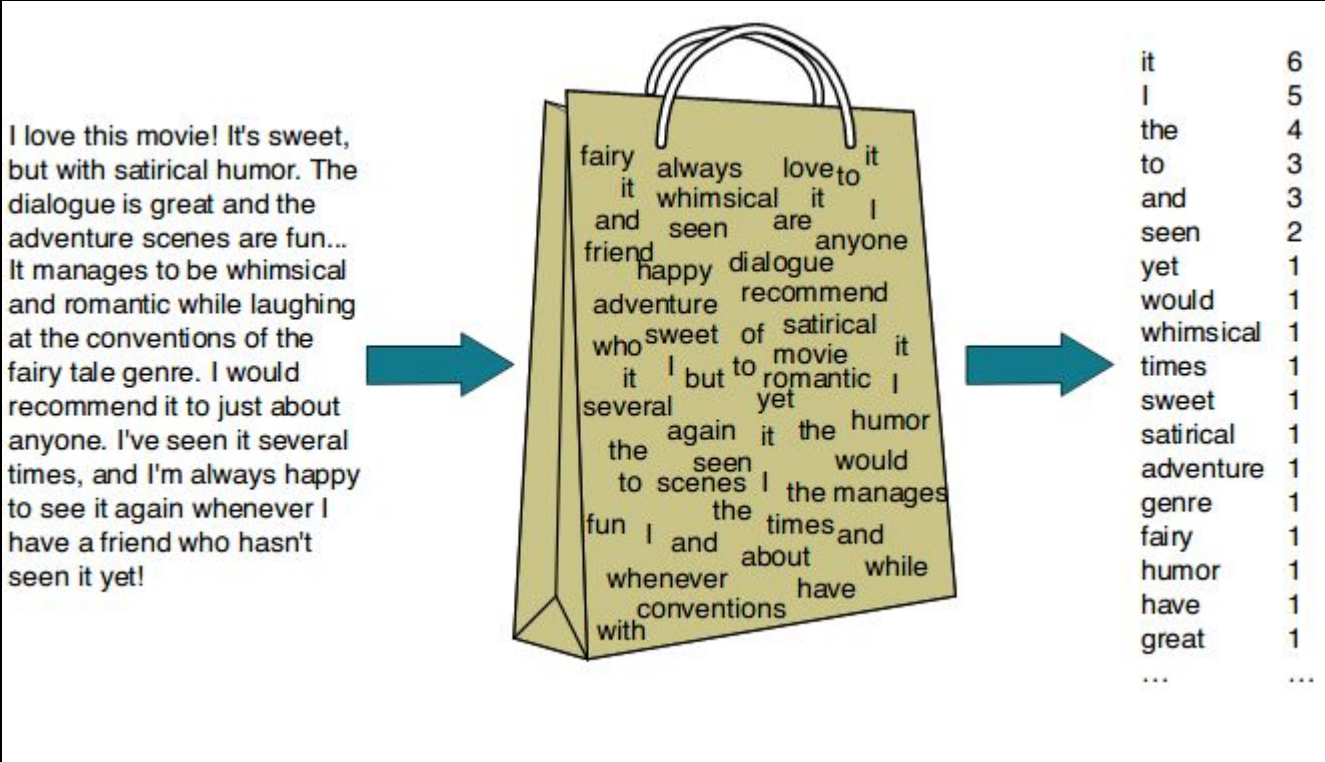 I love this movie! It's sweet,
but with satirical humor. The
dialogue is great and the
adventure scenes are fun...
It manages to be whimsical
and romantic while laughing
at the conventions of the
fairy tale genre. I would
recommend it to just about
anyone. I've seen it several
times, and I'm always happy
to see it again whenever I
have a friend who hasn't
seen it yet!
fairy always love to it
it whimsical it I
and seen are anyone
friend happy dialogue
adventure recommend
who sweet of satirical
it I but to movie it
romantic I
several yet
again it the humor
the seen would
to scenes I the manages
fun I and the times and
about while
whenever have
conventions
with
it 6
I 5
the 4
to 3
and 3
seen 2
yet 1
would 1
whimsical 1
times 1
sweet 1
satirical 1
adventure 1
genre 1
fairy 1
humor 1
have 1
great 1
... ...